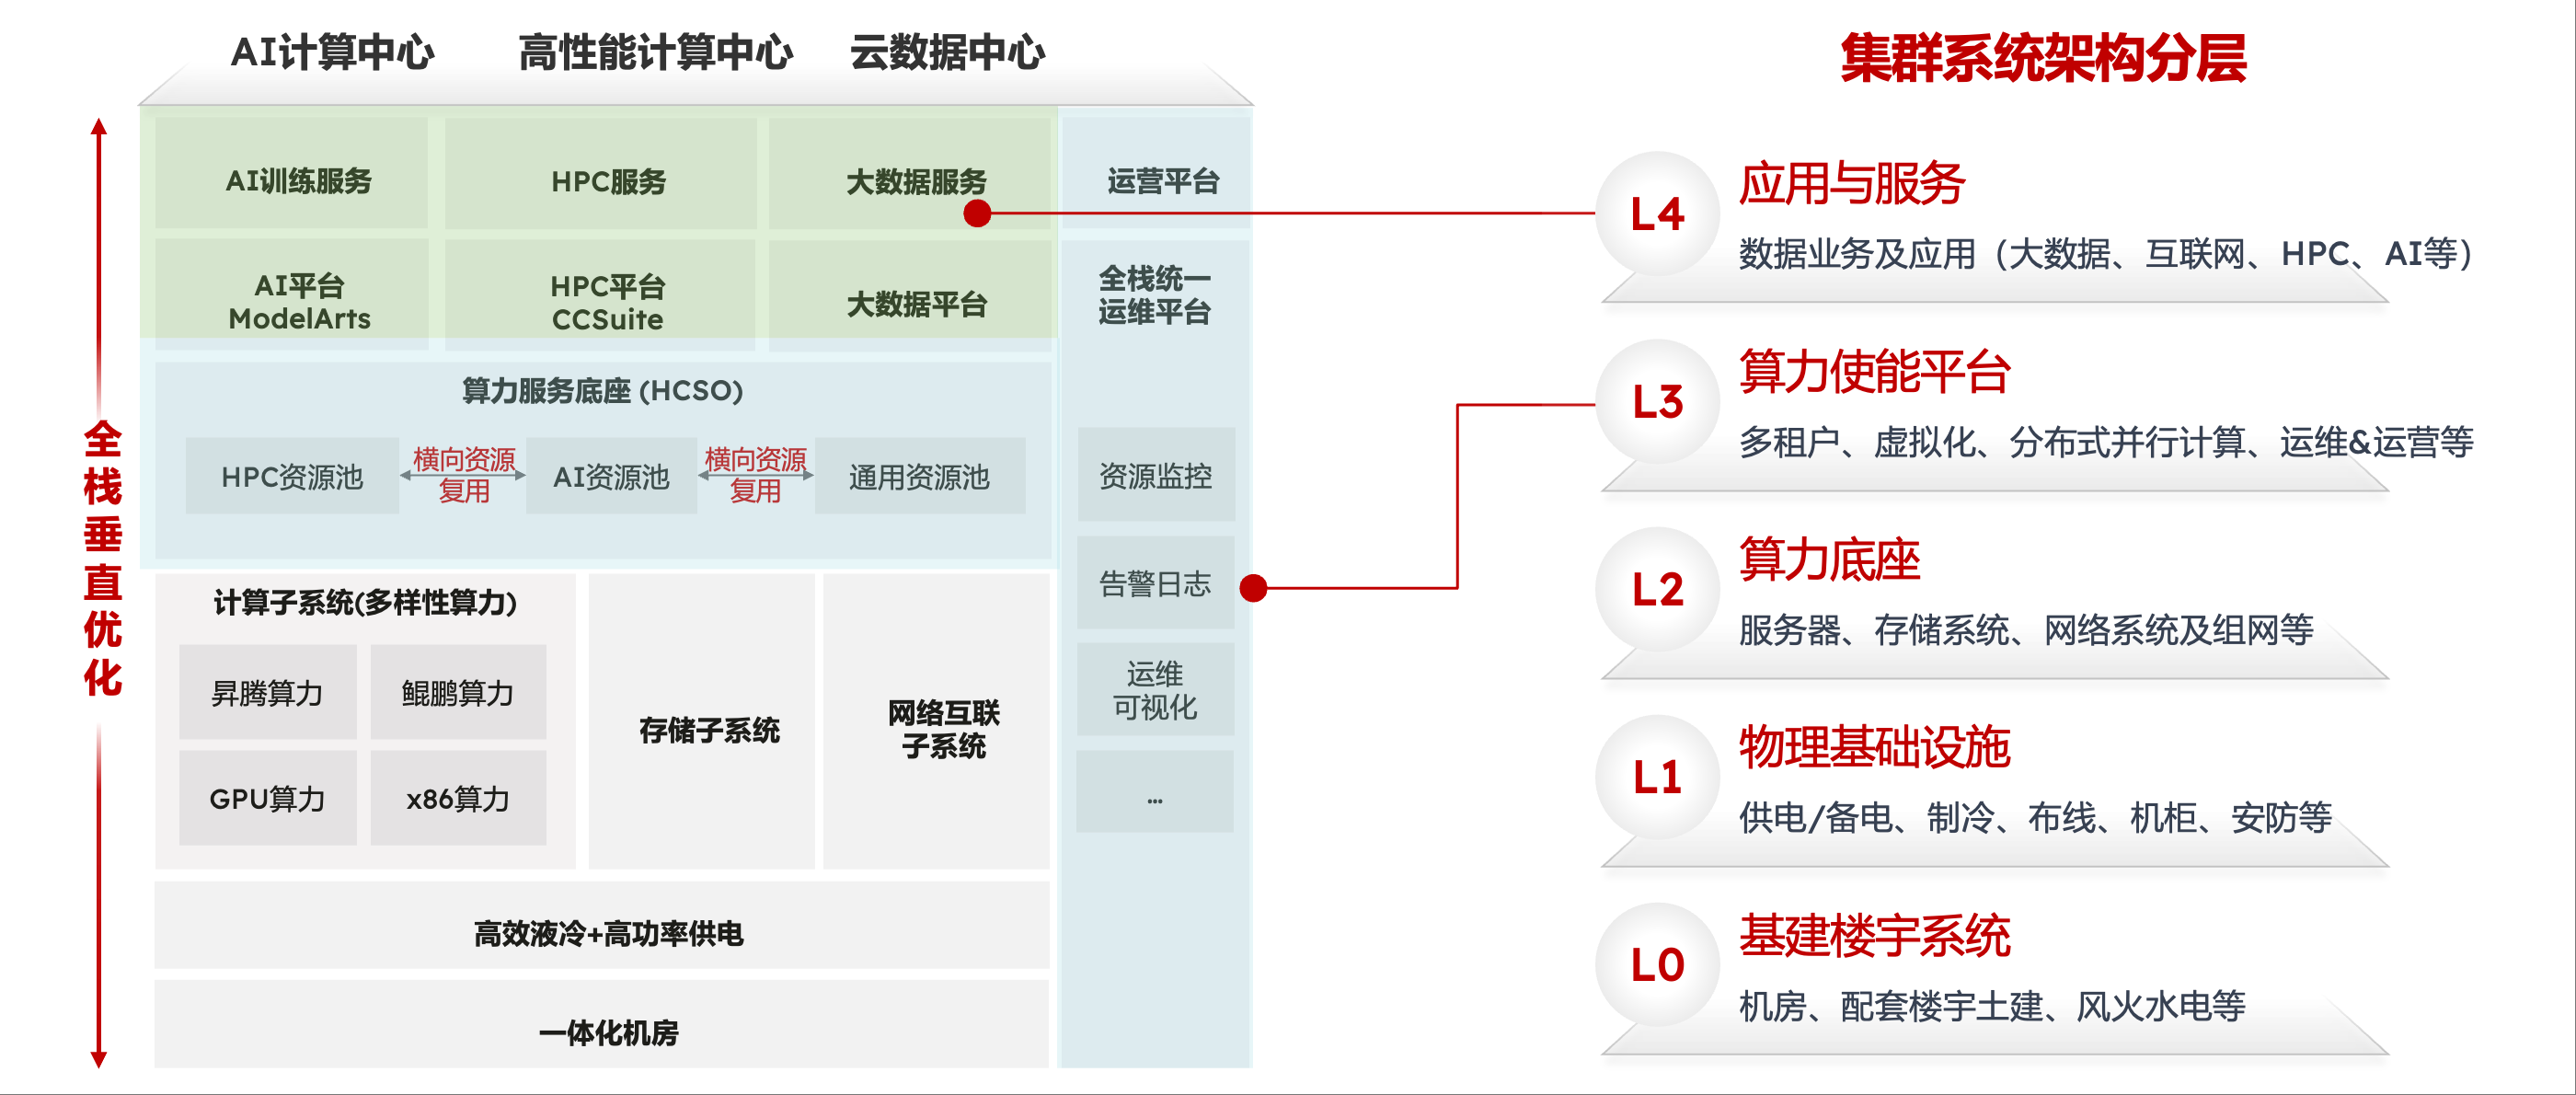 AI计算中心
高性能计算中心
云数据中心
AI训练服务
HPC服务
大数据服务
运营平台
AI平台
ModelArts
HPC平台
CCSuite
大数据平台
全栈统一
运维平台
算力服务底座 (HCSO)
HPC资源池
横向资源
复用
AI资源池
横向资源
复用
通用资源池
资源监控
告警日志
运维
可视化
...
计算子系统(多样性算力)
昇腾算力
鲲鹏算力
GPU算力
x86算力
存储子系统
网络互联
子系统
高效液冷+高功率供电
一体化机房
全栈垂直优化
集群系统架构分层
L4
应用与服务
数据业务及应用（大数据、互联网、HPC、AI等）
L3
算力使能平台
多租户、虚拟化、分布式并行计算、运维&运营等
L2
算力底座
服务器、存储系统、网络系统及组网等
L1
物理基础设施
供电/备电、制冷、布线、机柜、安防等
L0
基建楼宇系统
机房、配套楼宇土建、风火水电等